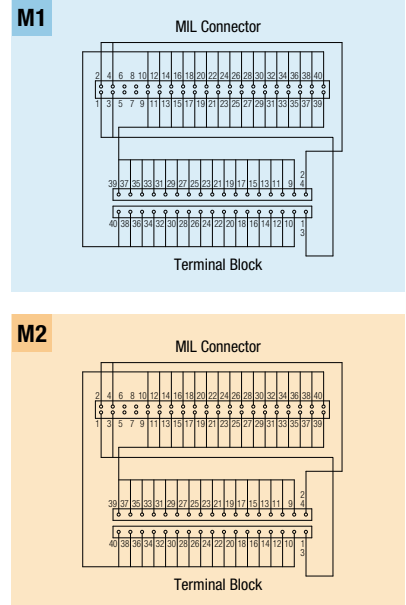 M1
MIL Connector
2 4 6 8 10 12 14 16 18 20 22 24 26 28 30 32 34 36 38 40
1 3 5 7 9 11 13 15 17 19 21 23 25 27 29 31 33 35 37 39
2
39 37 35 33 31 29 27 25 23 21 19 17 15 13 11 9 4
40 38 36 34 32 30 28 26 24 22 20 18 16 14 12 10 1
3
Terminal Block
M2
MIL Connector
2 4 6 8 10 12 14 16 18 20 22 24 26 28 30 32 34 36 38 40
1 3 5 7 9 11 13 15 17 19 21 23 25 27 29 31 33 35 37 39
2
39 37 35 33 31 29 27 25 23 21 19 17 15 13 11 9 4
40 38 36 34 32 30 28 26 24 22 20 18 16 14 12 10 1
3
Terminal Block